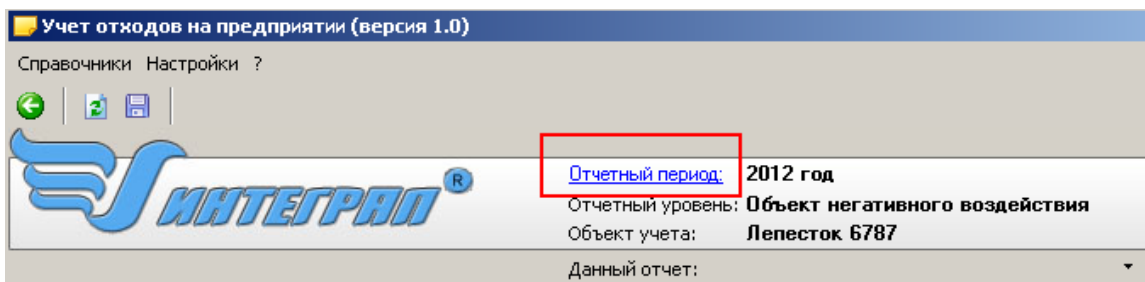 Учет отходов на предприятии (версия 1.0)
Справочники Настройки ?
ИНТЕГРАЛ ®
Отчетный период: 2012 год
Отчетный уровень: Объект негативного воздействия
Объект учета: Лепесток 6787
Данный отчет: